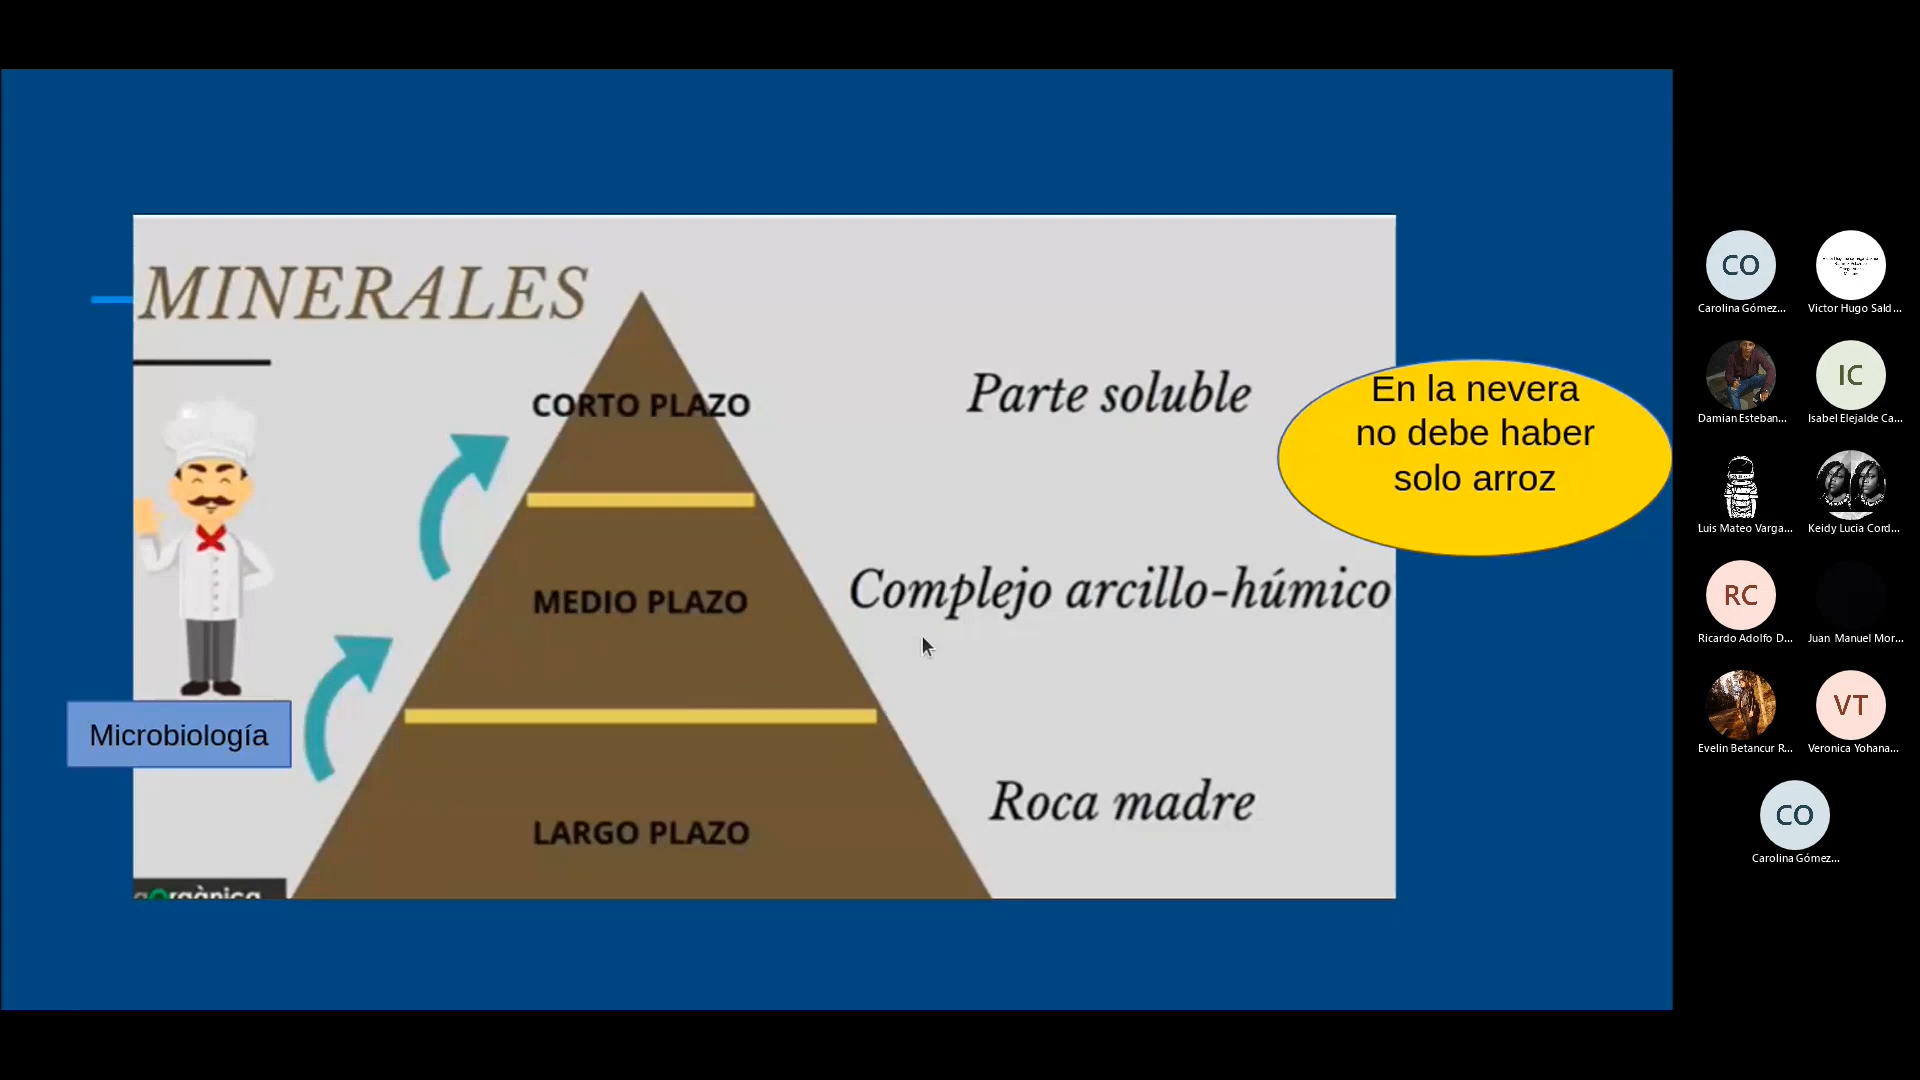 MINERALES
CORTO PLAZO
Parte soluble
En la nevera
no debe haber
solo arroz
MEDIO PLAZO
Complejo arcillo-húmico
Microbiología
LARGO PLAZO
Roca madre
CO
Carolina Gómez...
Victor Hugo Sald...
Damian Esteban...
IC
Isabel Elejalde Ca...
Luis Mateo Varga...
Keidy Lucia Cord...
RC
Ricardo Adolfo D...
Juan Manuel Mor...
Evelin Betancur R...
VT
Veronica Yohana...
CO
Carolina Gómez...